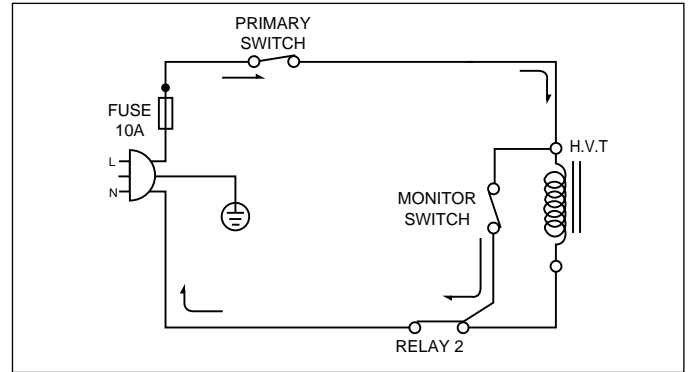 PRIMARY
SWITCH
FUSE
10A
L
N
H.V.T
MONITOR
SWITCH
RELAY 2